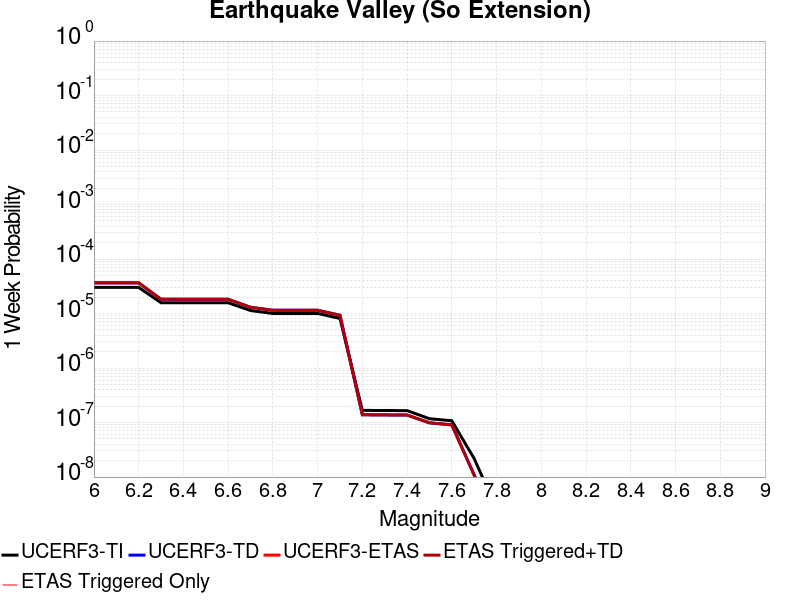 Earthquake Valley (So Extension)
10^0
10^-1
10^-2
10^-3
10^-4
10^-5
10^-6
10^-7
10^-8
1 Week Probability
6 6.2 6.4 6.6 6.8 7 7.2 7.4 7.6 7.8 8 8.2 8.4 8.6 8.8 9
Magnitude
UCERF3-TI UCERF3-TD UCERF3-ETAS ETAS Triggered+TD
ETAS Triggered Only